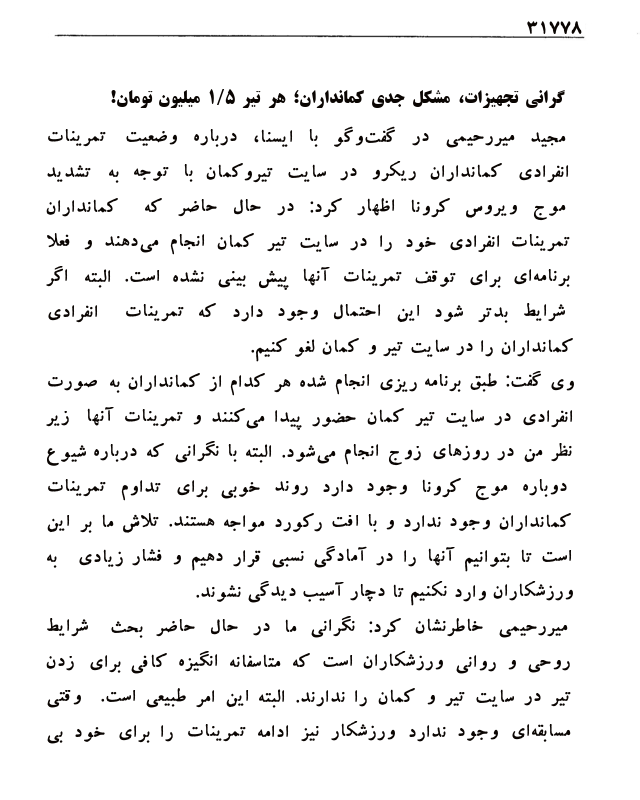 ۳۱۷۷۸
گرانی تجهیزات، مشکل جدی کمانداران؛ هر تیر ۱/۵ میلیون تومان!
مجید میررحیمی در گفت‌وگو با ایسنا، درباره وضعیت تمرینات
انفرادی کمانداران ریکرو در سایت تیروکمان با توجه به تشدید
موج ویروس کرونا اظهار کرد: در حال حاضر که کمانداران
تمرینات انفرادی خود را در سایت تیر کمان انجام می‌دهند و فعلا
برنامه‌ای برای توقف تمرینات آنها پیش بینی نشده است. البته اگر
شرایط بدتر شود این احتمال وجود دارد که تمرینات انفرادی
کمانداران را در سایت تیر و کمان لغو کنیم.
وی گفت: طبق برنامه ریزی انجام شده هر کدام از کمانداران به صورت
انفرادی در سایت تیر کمان حضور پیدا می‌کنند و تمرینات آنها زیر
نظر من در روزهای زوج انجام می‌شود. البته با نگرانی که درباره شیوع
دوباره موج کرونا وجود دارد روند خوبی برای تداوم تمرینات
کمانداران وجود ندارد و با افت رکورد مواجه هستند. تلاش ما بر این
است تا بتوانیم آنها را در آمادگی نسبی قرار دهیم و فشار زیادی به
ورزشکاران وارد نکنیم تا دچار آسیب دیدگی نشوند.
میررحیمی خاطرنشان کرد: نگرانی ما در حال حاضر بحث شرایط
روحی و روانی ورزشکاران است که متاسفانه انگیزه کافی برای زدن
تیر در سایت تیر و کمان را ندارند. البته این امر طبیعی است. وقتی
مسابقه‌ای وجود ندارد ورزشکار نیز ادامه تمرینات را برای خود بی